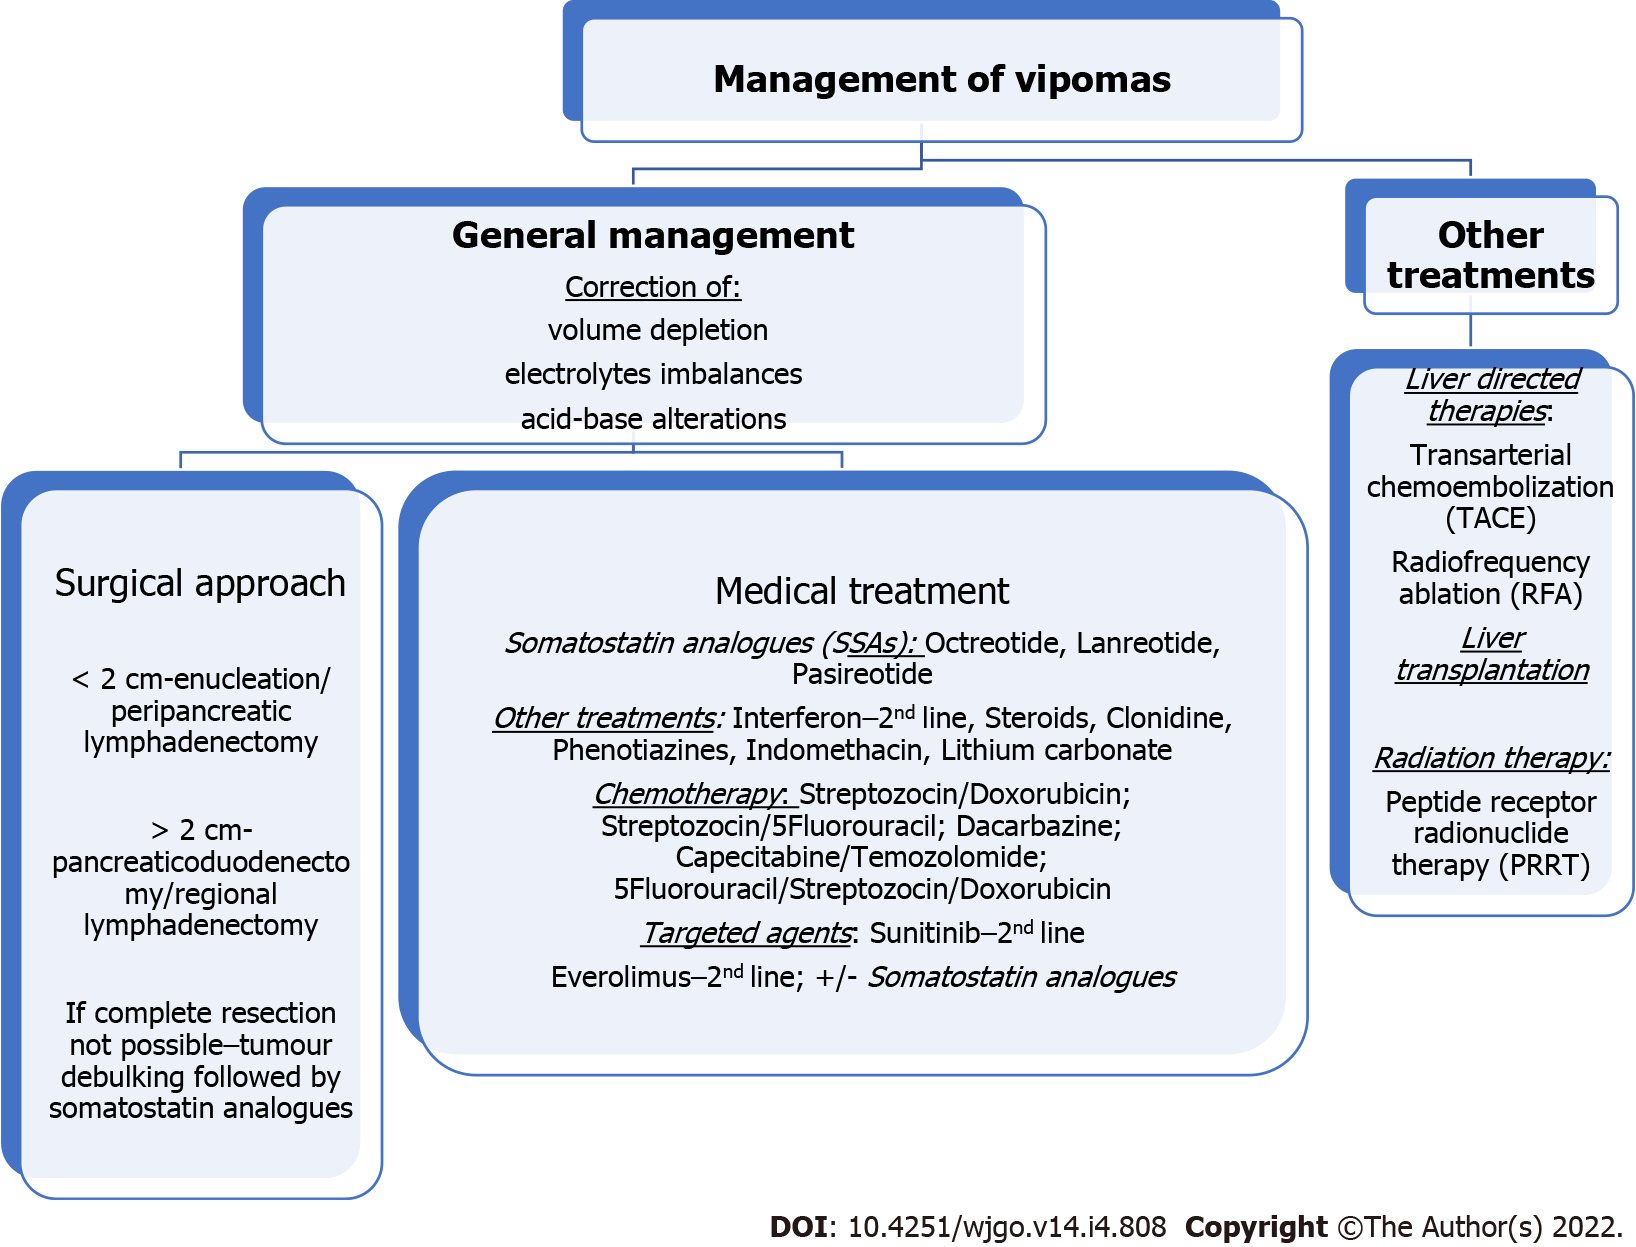 Management of vipomas
General management
Correction of:
volume depletion
electrolytes imbalances
acid-base alterations
Other
treatments
Surgical approach
< 2 cm-enucleation/
peripancreatic
lymphadenectomy
> 2 cm-
pancreaticoduodenecto
my/regional
lymphadenectomy
If complete resection
not possible–tumour
debulking followed by
somatostatin analogues
Medical treatment
Somatostatin analogues (SSAs): Octreotide, Lanreotide,
Pasireotide
Other treatments: Interferon–2nd line, Steroids, Clonidine,
Phenotiazines, Indomethacin, Lithium carbonate
Chemotherapy: Streptozocin/Doxorubicin;
Streptozocin/5Fluorouracil; Dacarbazine;
Capecitabine/Temozolomide;
5Fluorouracil/Streptozocin/Doxorubicin
Targeted agents: Sunitinib–2nd line
Everolimus–2nd line; +/- Somatostatin analogues
Liver directed
therapies:
Transarterial
chemoembolization
(TACE)
Radiofrequency
ablation (RFA)
Liver
transplantation
Radiation therapy:
Peptide receptor
radionuclide
therapy (PRRT)
DOI: 10.4251/wjgo.v14.i4.808 Copyright ©The Author(s) 2022.